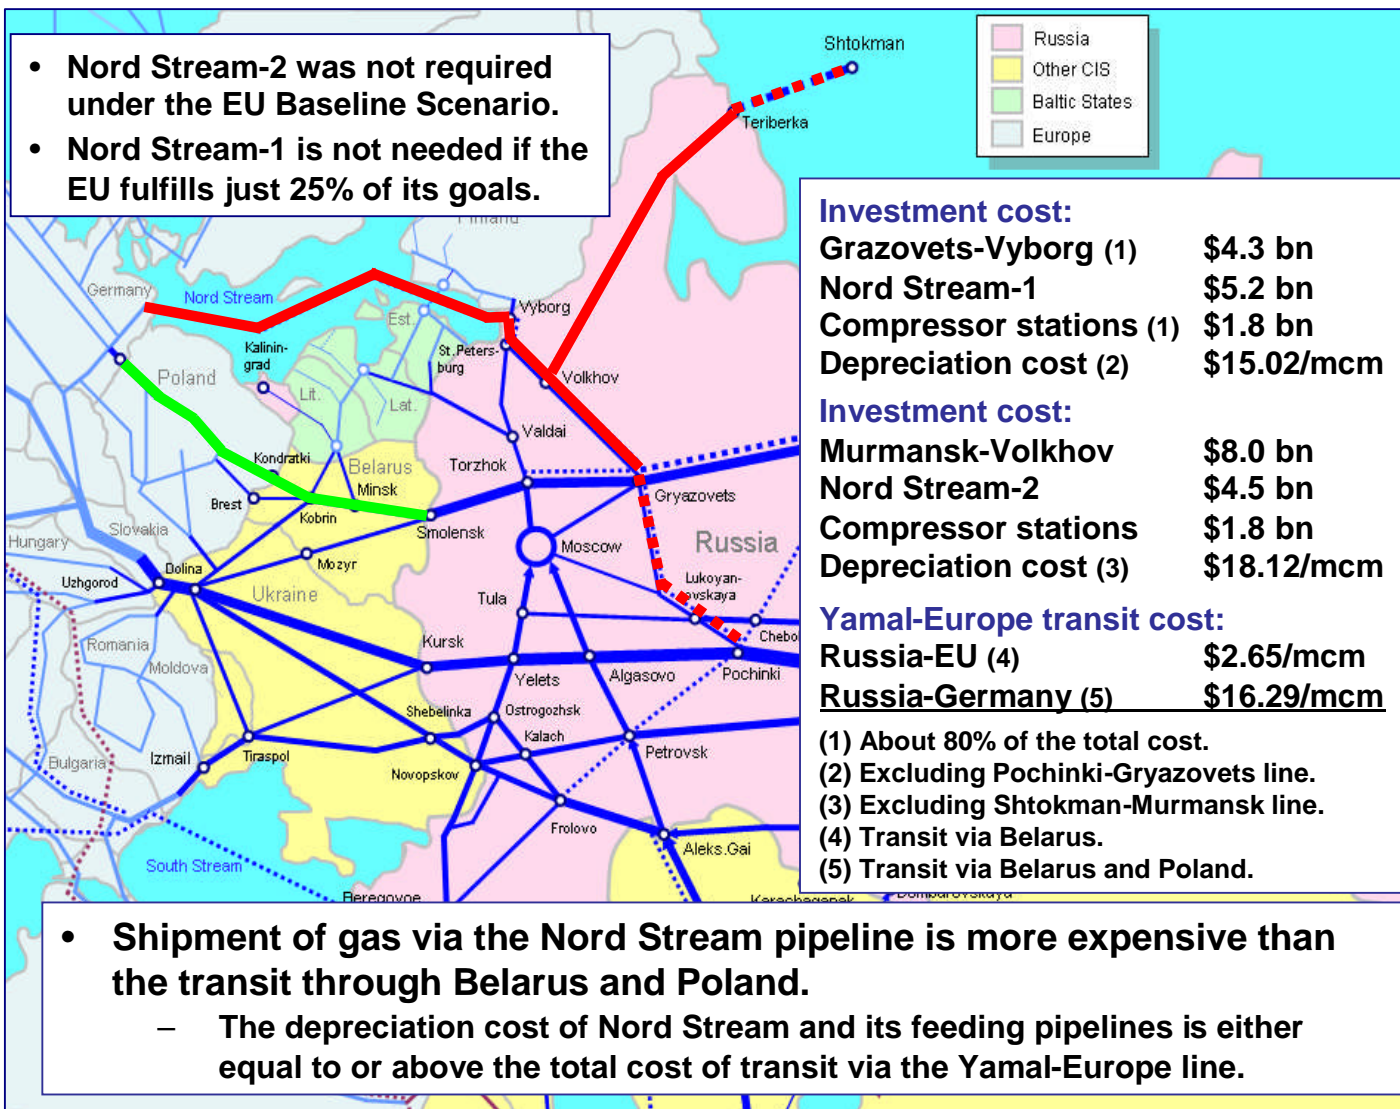 • Nord Stream-2 was not required
under the EU Baseline Scenario.
• Nord Stream-1 is not needed if the
EU fulfills just 25% of its goals.
Shtokman
Teriberka
Russia
Other CIS
Baltic States
Europe
Investment cost:
Grazovets-Vyborg (1) $4.3 bn
Nord Stream-1 $5.2 bn
Compressor stations (1) $1.8 bn
Depreciation cost (2) $15.02/mcm
Investment cost:
Murmansk-Volkhov $8.0 bn
Nord Stream-2 $4.5 bn
Compressor stations $1.8 bn
Depreciation cost (3) $18.12/mcm
Yamal-Europe transit cost:
Russia-EU (4) $2.65/mcm
Russia-Germany (5) $16.29/mcm
(1) About 80% of the total cost.
(2) Excluding Pochinki-Gryazovets line.
(3) Excluding Shtokman-Murmansk line.
(4) Transit via Belarus.
(5) Transit via Belarus and Poland.
Finland
Germany
Nord Stream
Vyborg
Est.
Kalinin-
grad
St.Peters-
burg
Poland
Volkhov
Lit.
Lat.
Valdai
Kondratki
Belarus
Torzhok
Minsk
Brest
Gryazovets
Kobrin
Smolensk
Slovakia
Hungary
Moscow
Russia
Dolina
Mozyr
Uzhgorod
Ukraine
Lukoyan-
ovskaya
Tula
Chebo
Romania
Kursk
Moldova
Yelets
Algasovo
Pochinki
Shebelinka
Ostrogozhsk
Kalach
Petrovsk
Bulgaria
Izmail
Tiraspol
Novopskov
Frolovo
Aleks.Gai
South Stream
Beregovoe
Karachaganak
Dombarovskaya
• Shipment of gas via the Nord Stream pipeline is more expensive than
the transit through Belarus and Poland.
– The depreciation cost of Nord Stream and its feeding pipelines is either
equal to or above the total cost of transit via the Yamal-Europe line.